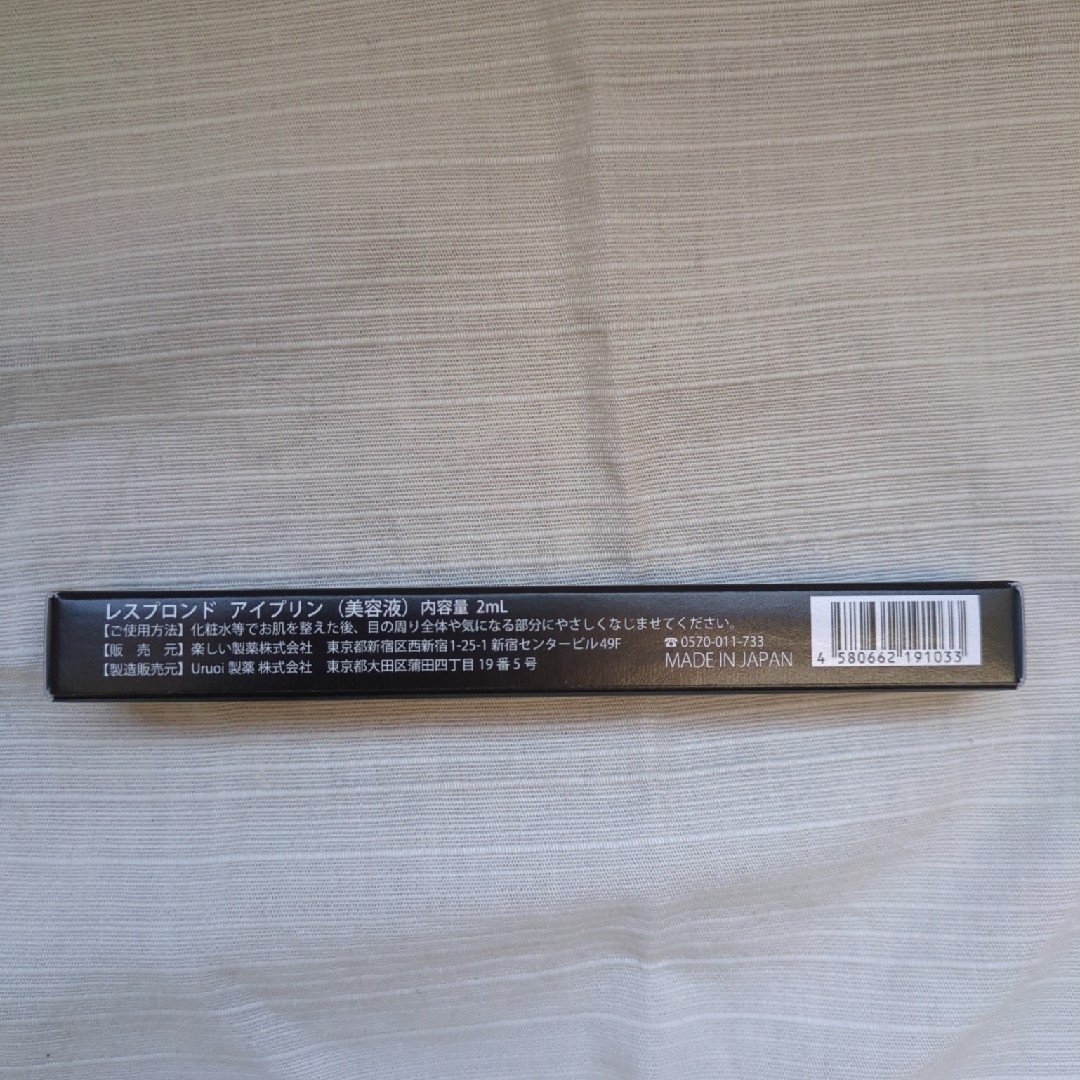 レスプロンド アイプリン（美容液）内容量 2mL
【ご使用方法】化粧水等でお肌を整えた後、目の周り全体や気になる部分にやさしくなじませてください。
【販 売 元】楽しい製薬株式会社 東京都新宿区西新宿1-25-1 新宿センタービル49F ☎0570-011-733
【製造販売元】Uruoi 製薬 株式会社 東京都大田区蒲田四丁目 19 番 5 号 MADE IN JAPAN
4 580662 191033